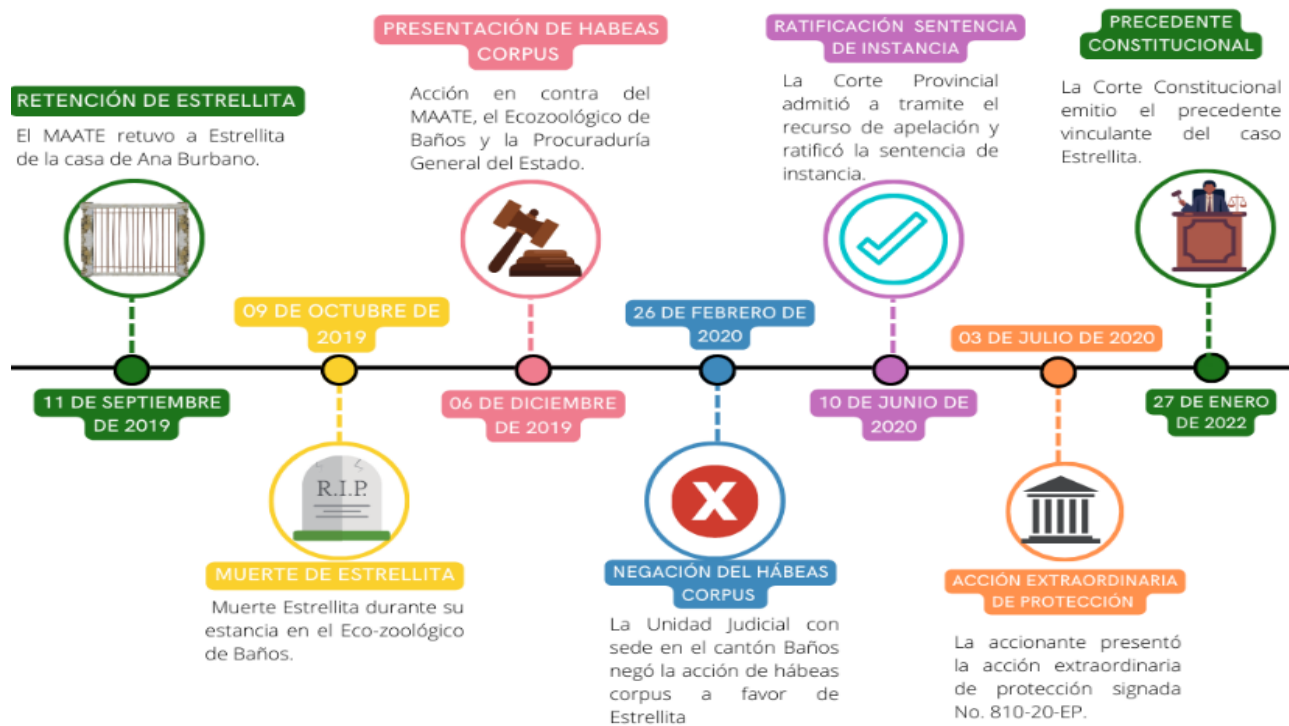 RETENCIÓN DE ESTRELLITA
El MAATE retuvo a Estrellita
de la casa de Ana Burbano.
11 DE SEPTIEMBRE
DE 2019
09 DE OCTUBRE DE
2019
R.I.P.
MUERTE DE ESTRELLITA
Muerte Estrellita durante su
estancia en el Eco-zoológico
de Baños.
PRESENTACIÓN DE HABEAS
CORPUS
Acción en contra del
MAATE, el Ecozoológico de
Baños y la Procuraduría
General del Estado.
06 DE DICIEMBRE
DE 2019
26 DE FEBRERO DE
2020
X
NEGACIÓN DEL HÁBEAS
CORPUS
La Unidad Judicial con
sede en el cantón Baños
negó la acción de hábeas
corpus a favor de
Estrellita
RATIFICACIÓN SENTENCIA
DE INSTANCIA
La Corte Provincial
admitió a tramite el
recurso de apelación y
ratificó la sentencia de
instancia.
10 DE JUNIO DE
2020
03 DE JULIO DE 2020
ACCIÓN EXTRAORDINARIA
DE PROTECCIÓN
La accionante presentó
la acción extraordinaria
de protección signada
No. 810-20-EP.
PRECEDENTE
CONSTITUCIONAL
La Corte Constitucional
emitio el precedente
vinculante del caso
Estrellita.
27 DE ENERO
DE 2022